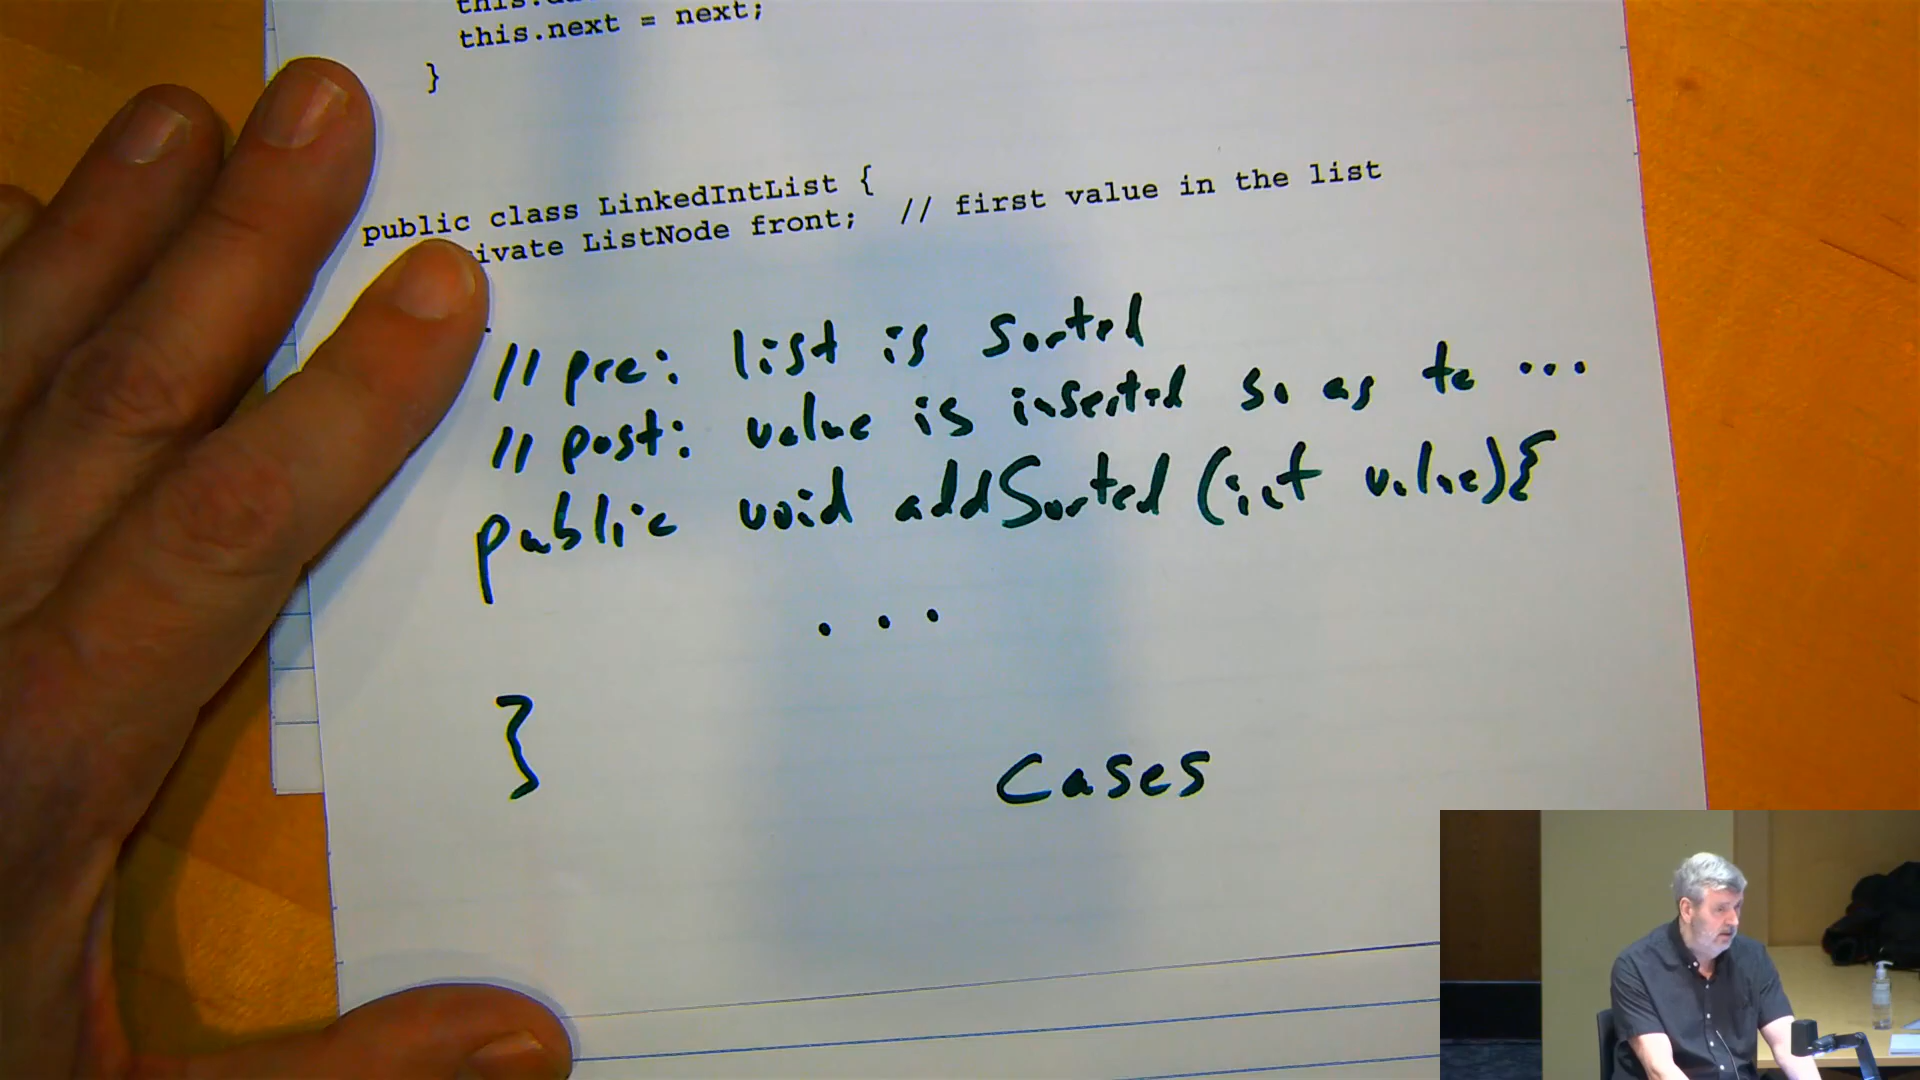 this.next = next;
}
public class LinkedIntList {
ivate ListNode front; // first value in the list
// pre: list is sorted
// post: value is inserted so as to ...
public void addSorted (int value) {
...
}
Cases